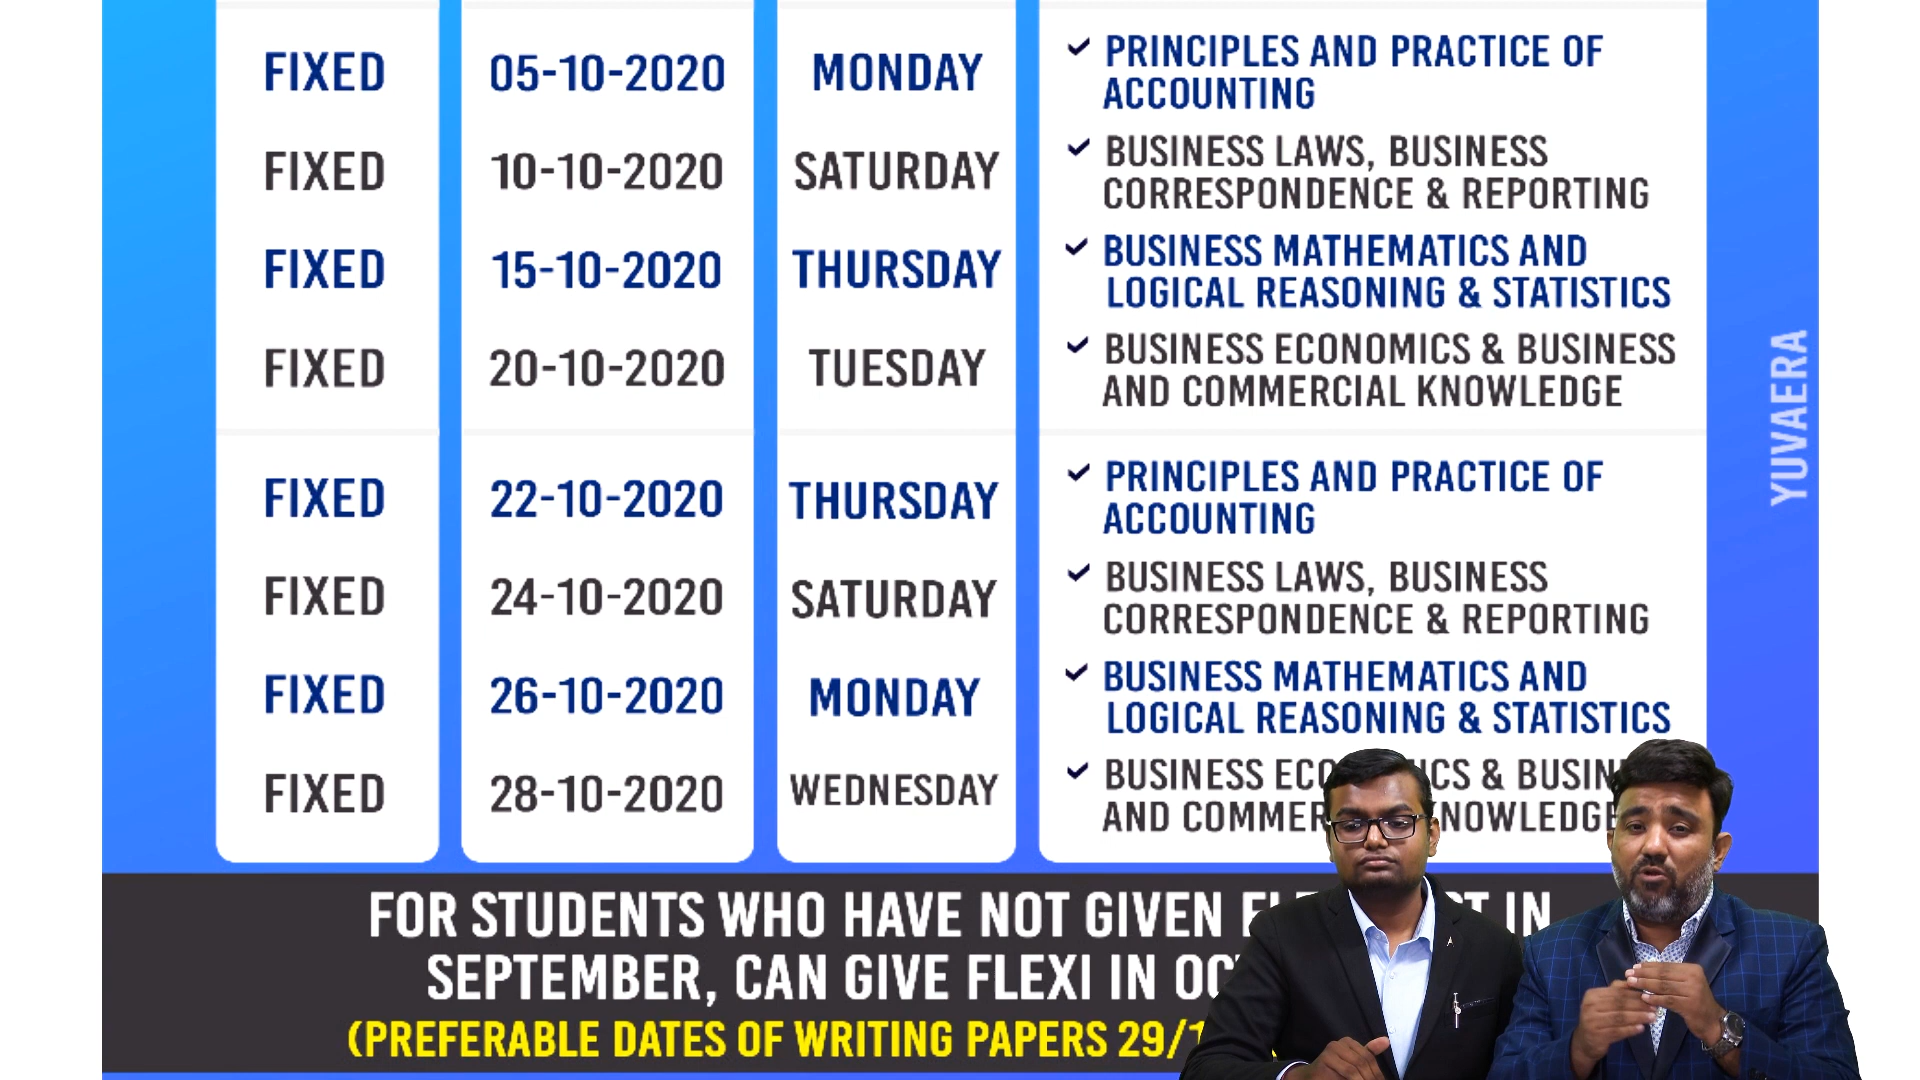 FIXED 05-10-2020 MONDAY ✓ PRINCIPLES AND PRACTICE OF
ACCOUNTING
FIXED 10-10-2020 SATURDAY ✓ BUSINESS LAWS, BUSINESS
CORRESPONDENCE & REPORTING
FIXED 15-10-2020 THURSDAY ✓ BUSINESS MATHEMATICS AND
LOGICAL REASONING & STATISTICS
FIXED 20-10-2020 TUESDAY ✓ BUSINESS ECONOMICS & BUSINESS
AND COMMERCIAL KNOWLEDGE
FIXED 22-10-2020 THURSDAY ✓ PRINCIPLES AND PRACTICE OF
ACCOUNTING
FIXED 24-10-2020 SATURDAY ✓ BUSINESS LAWS, BUSINESS
CORRESPONDENCE & REPORTING
FIXED 26-10-2020 MONDAY ✓ BUSINESS MATHEMATICS AND
LOGICAL REASONING & STATISTICS
FIXED 28-10-2020 WEDNESDAY ✓ BUSINESS &
AND
FOR STUDENTS WHO HAVE NOT GIVEN IN
SEPTEMBER, CAN GIVE FLEXI IN
(PREFERABLE DATES OF WRITING PAPERS
YUVAERA